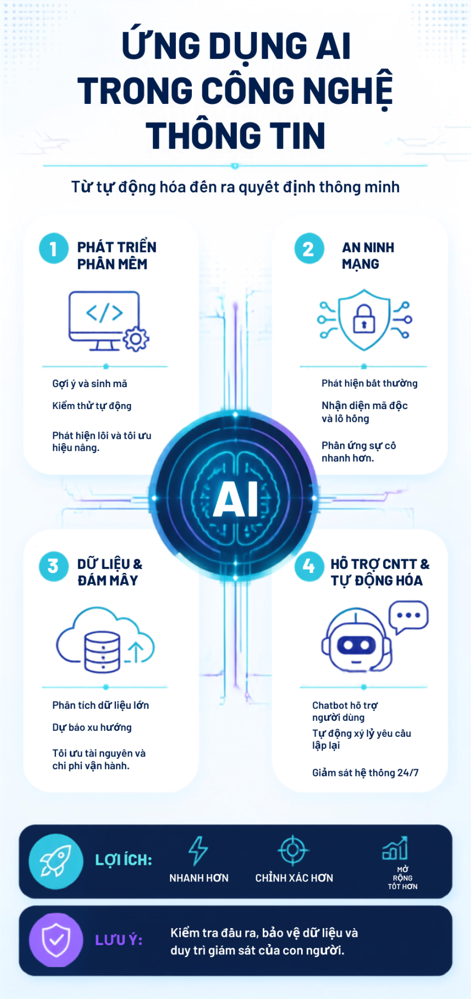 ỨNG DỤNG AI
TRONG CÔNG NGHỆ
THÔNG TIN
Từ tự động hóa đến ra quyết định thông minh
1
PHÁT TRIỂN
PHẦN MỀM
Gợi ý và sinh mã
Kiểm thử tự động
Phát hiện lỗi và tối ưu
hiệu nâng.
2
AN NINH
MẠNG
Phát hiện bất thường
Nhận diện mã độc
và lỗ hổng
Phần ứng sự cố
nhanh hơn.
AI
3
DỮ LIỆU &
ĐÁM MÂY
Phân tích dữ liệu lớn
Dự báo xu hướng
Tối ưu tài nguyên và
chi phi vận hành.
4
HỖ TRỢ CNTT &
TỰ ĐỘNG HÓA
Chatbot hỗ trợ
người dùng
Tự động xý lỷ yêu cầu
lập lại
Giảm sát hệ thống 24/7
LỢI ÍCH:
NHANH HƠN
CHỈNH XÁC HƠN
MỞ
RỘNG
TỐT HƠN
LƯU Ý:
Kiểm tra đầu ra, bảo vệ dữ liệu và
duy trì giám sát của con người.